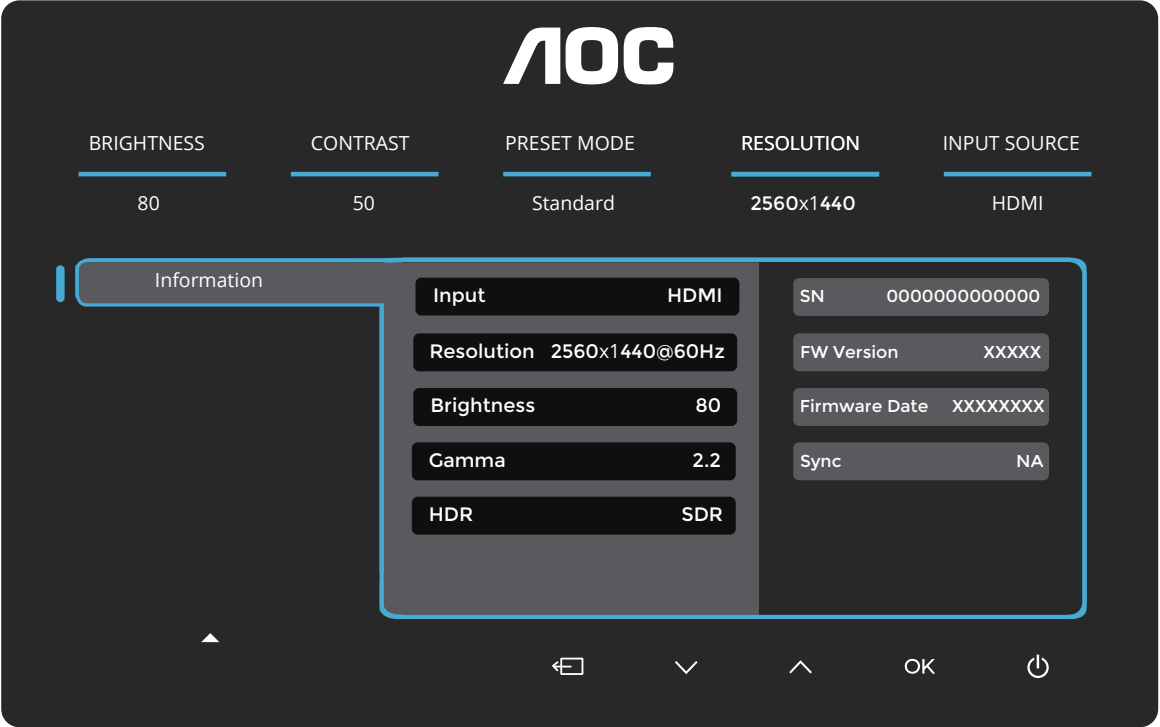 AOC
BRIGHTNESS CONTRAST PRESET MODE RESOLUTION INPUT SOURCE
80 50 Standard 2560x1440 HDMI
Information
Input HDMI
Resolution 2560x1440@60Hz
Brightness 80
Gamma 2.2
HDR SDR
SN 0000000000000
FW Version XXXXX
Firmware Date XXXXXXXX
Sync NA
OK